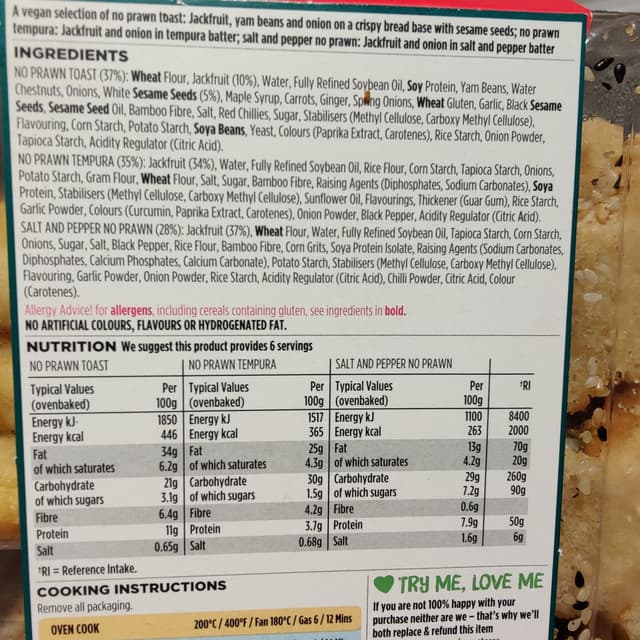 A vegan selection of no prawn toast: Jackfruit, yam beans and onion on a crispy bread base with sesame seeds; no prawn
tempura: Jackfruit and onion in tempura batter; salt and pepper no prawn: Jackfruit and onion in salt and pepper batter
INGREDIENTS
NO PRAWN TOAST (37%): Wheat Flour, Jackfruit (10%), Water, Fully Refined Soybean Oil, Soy Protein, Yam Beans, Water
Chestnuts, Onions, White Sesame Seeds (5%), Maple Syrup, Carrots, Ginger, Spring Onions, Wheat Gluten, Garlic, Black Sesame
Seeds, Sesame Seed Oil, Bamboo Fibre, Salt, Red Chillies, Sugar, Stabilisers (Methyl Cellulose, Carboxy Methyl Cellulose),
Flavouring, Corn Starch, Potato Starch, Soya Beans, Yeast, Colours (Paprika Extract, Carotenes), Rice Starch, Onion Powder,
Tapioca Starch, Acidity Regulator (Citric Acid).
NO PRAWN TEMPURA (35%): Jackfruit (34%), Water, Fully Refined Soybean Oil, Rice Flour, Corn Starch, Tapioca Starch, Onions,
Potato Starch, Gram Flour, Wheat Flour, Salt, Sugar, Bamboo Fibre, Raising Agents (Diphosphates, Sodium Carbonates), Soya
Protein, Stabilisers (Methyl Cellulose, Carboxy Methyl Cellulose), Sunflower Oil, Flavourings, Thickener (Guar Gum), Rice Starch,
Garlic Powder, Colours (Curcumin, Paprika Extract, Carotenes), Onion Powder, Black Pepper, Acidity Regulator (Citric Acid).
SALT AND PEPPER NO PRAWN (28%): Jackfruit (37%), Wheat Flour, Water, Fully Refined Soybean Oil, Tapioca Starch, Corn Starch,
Onions, Sugar, Salt, Black Pepper, Rice Flour, Bamboo Fibre, Corn Grits, Soya Protein Isolate, Raising Agents (Sodium Carbonates,
Diphosphates, Calcium Phosphates, Calcium Carbonate), Potato Starch, Stabilisers (Methyl Cellulose, Carboxy Methyl Cellulose),
Flavouring, Garlic Powder, Onion Powder, Rice Starch, Acidity Regulator (Citric Acid), Chilli Powder, Citric Acid, Colour
(Carotenes).
Allergy Advice! for allergens, including cereals containing gluten, see ingredients in bold.
NO ARTIFICIAL COLOURS, FLAVOURS OR HYDROGENATED FAT.
NUTRITION We suggest this product provides 6 servings
NO PRAWN TOAST NO PRAWN TEMPURA SALT AND PEPPER NO PRAWN
Typical Values Per Typical Values Per Typical Values Per †RI
(ovenbaked) 100g (ovenbaked) 100g (ovenbaked) 100g
Energy kJ 1850 Energy kJ 1517 Energy kJ 1100 8400
Energy kcal 446 Energy kcal 365 Energy kcal 263 2000
Fat 34g Fat 25g Fat 13g 70g
of which saturates 6.2g of which saturates 4.3g of which saturates 4.2g 20g
Carbohydrate 21g Carbohydrate 30g Carbohydrate 29g 260g
of which sugars 3.1g of which sugars 1.5g of which sugars 7.2g 90g
Fibre 6.4g Fibre 4.2g Fibre 0.6g
Protein 11g Protein 3.7g Protein 7.9g 50g
Salt 0.65g Salt 0.68g Salt 1.6g 6g
†RI = Reference Intake.
COOKING INSTRUCTIONS
Remove all packaging.
OVEN COOK 200°C / 400°F / Fan 180°C / Gas 6 / 12 Mins
TRY ME, LOVE ME
If you are not 100% happy with your
purchase neither are we – that's why we'll
both replace & refund this item